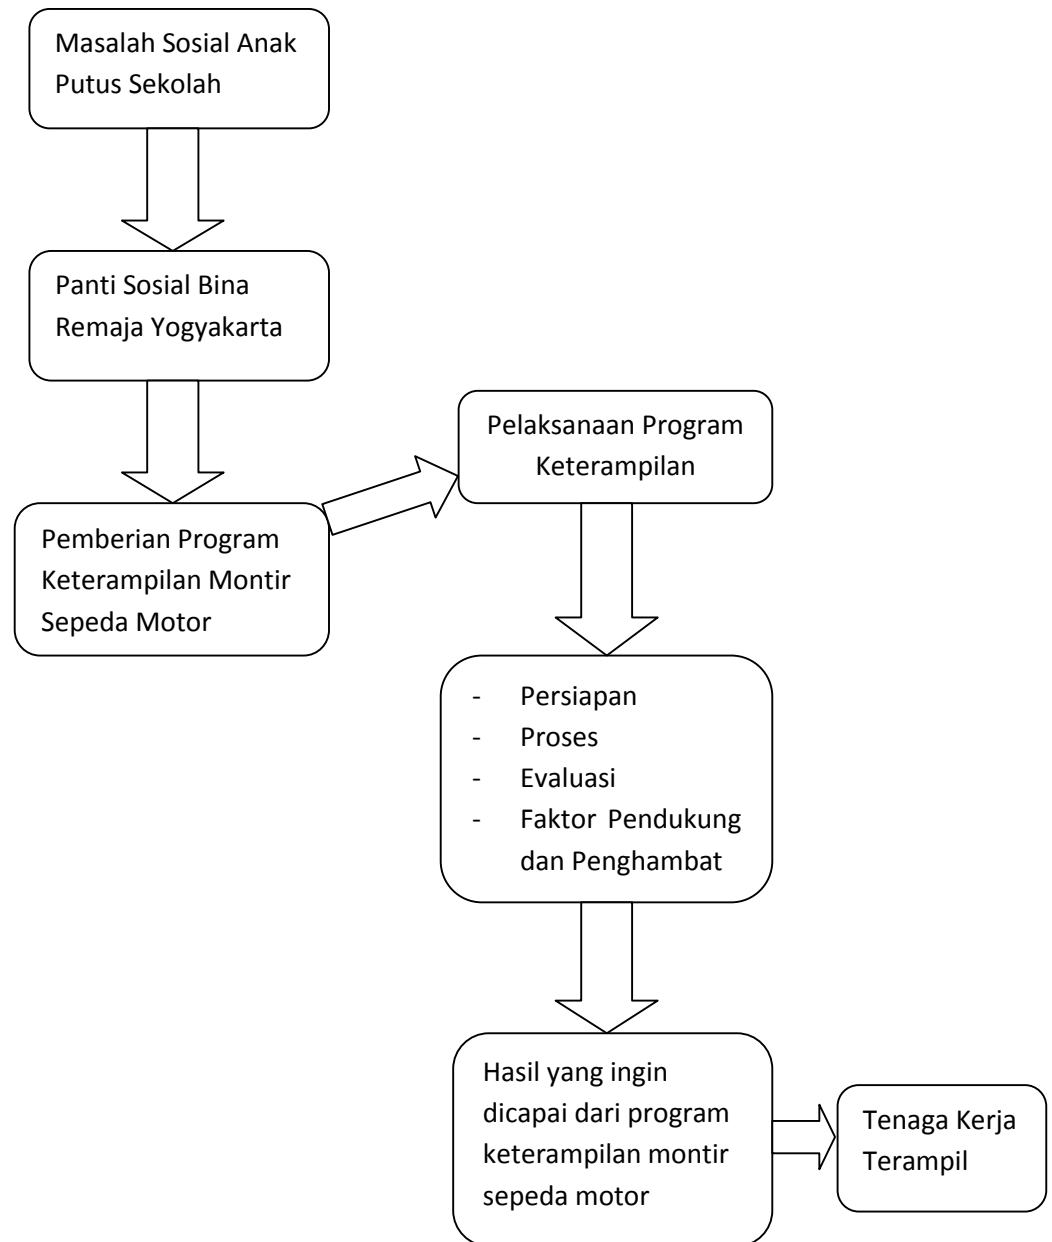 Masalah Sosial Anak
Putus Sekolah
Panti Sosial Bina
Remaja Yogyakarta
Pemberian Program
Keterampilan Montir
Sepeda Motor
Pelaksanaan Program
Keterampilan
- Persiapan
- Proses
- Evaluasi
- Faktor Pendukung
dan Penghambat
Hasil yang ingin
dicapai dari program
keterampilan montir
sepeda motor
Tenaga Kerja
Terampil